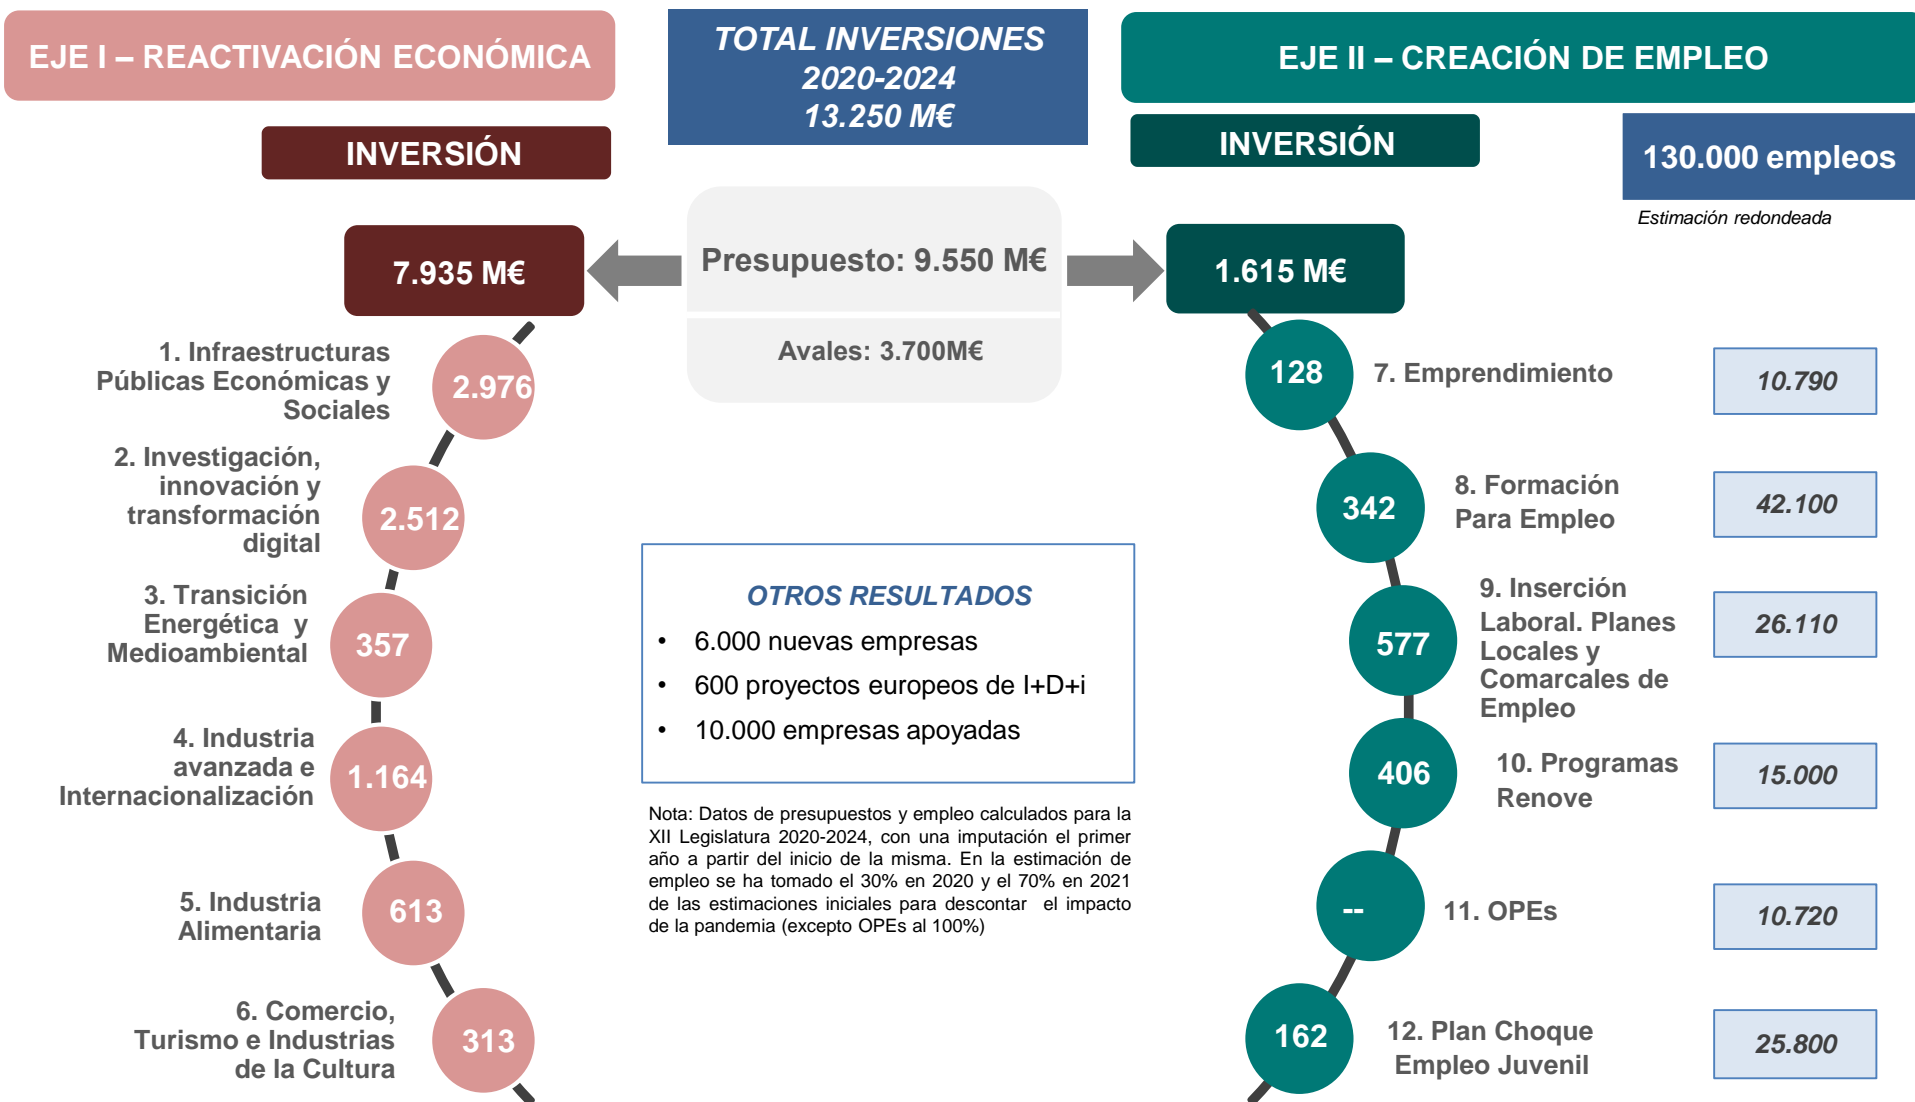 EJE I – REACTIVACIÓN ECONÓMICA
TOTAL INVERSIONES
2020-2024
13.250 M€
EJE II – CREACIÓN DE EMPLEO
INVERSIÓN
INVERSIÓN
130.000 empleos
Estimación redondeada
7.935 M€
Presupuesto: 9.550 M€
Avales: 3.700M€
1.615 M€
1. Infraestructuras
Públicas Económicas y
Sociales
2.976
2. Investigación,
innovación y
transformación
digital
2.512
3. Transición
Energética y
Medioambiental
357
4. Industria
avanzada e
Internacionalización
1.164
5. Industria
Alimentaria
613
6. Comercio,
Turismo e Industrias
de la Cultura
313
OTROS RESULTADOS
• 6.000 nuevas empresas
• 600 proyectos europeos de I+D+i
• 10.000 empresas apoyadas
Nota: Datos de presupuestos y empleo calculados para la
XII Legislatura 2020-2024, con una imputación el primer
año a partir del inicio de la misma. En la estimación de
empleo se ha tomado el 30% en 2020 y el 70% en 2021
de las estimaciones iniciales para descontar el impacto
de la pandemia (excepto OPEs al 100%)
128
7. Emprendimiento
10.790
342
8. Formación
Para Empleo
42.100
577
9. Inserción
Laboral. Planes
Locales y
Comarcales de
Empleo
26.110
406
10. Programas
Renove
15.000
--
11. OPEs
10.720
162
12. Plan Choque
Empleo Juvenil
25.800